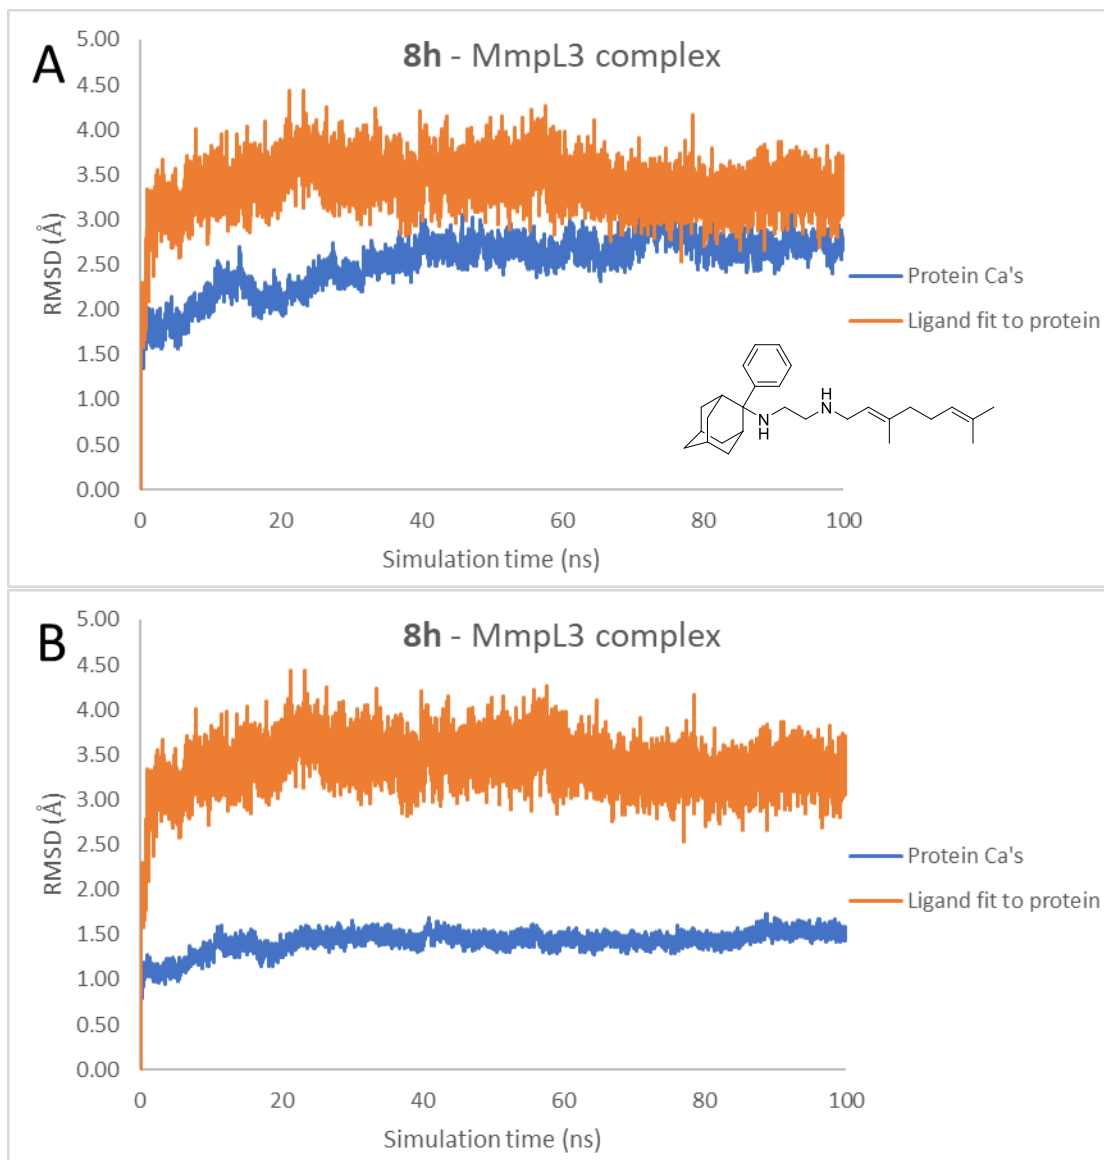 A
8h - MmpL3 complex
5.00
4.50
4.00
3.50
3.00
2.50
2.00
1.50
1.00
0.50
0.00
RMSD (Å)
0 20 40 60 80 100
Simulation time (ns)
Protein Ca's
Ligand fit to protein
N
H
H
N
B
8h - MmpL3 complex
5.00
4.50
4.00
3.50
3.00
2.50
2.00
1.50
1.00
0.50
0.00
RMSD (Å)
0 20 40 60 80 100
Simulation time (ns)
Protein Ca's
Ligand fit to protein